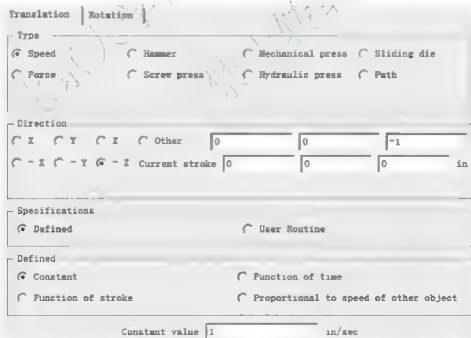 Translation Rotation
Type
Speed Hammer Mechanical press Sliding die
Force Screw press Hydraulic press Path
Direction
X Y Z Other 0 0 -1
- X - Y - Z Current stroke 0 0 0 in
Specifications
Defined User Routine
Defined
Constant Function of time
Function of stroke Proportional to speed of other object
Constant value 1 in/sec